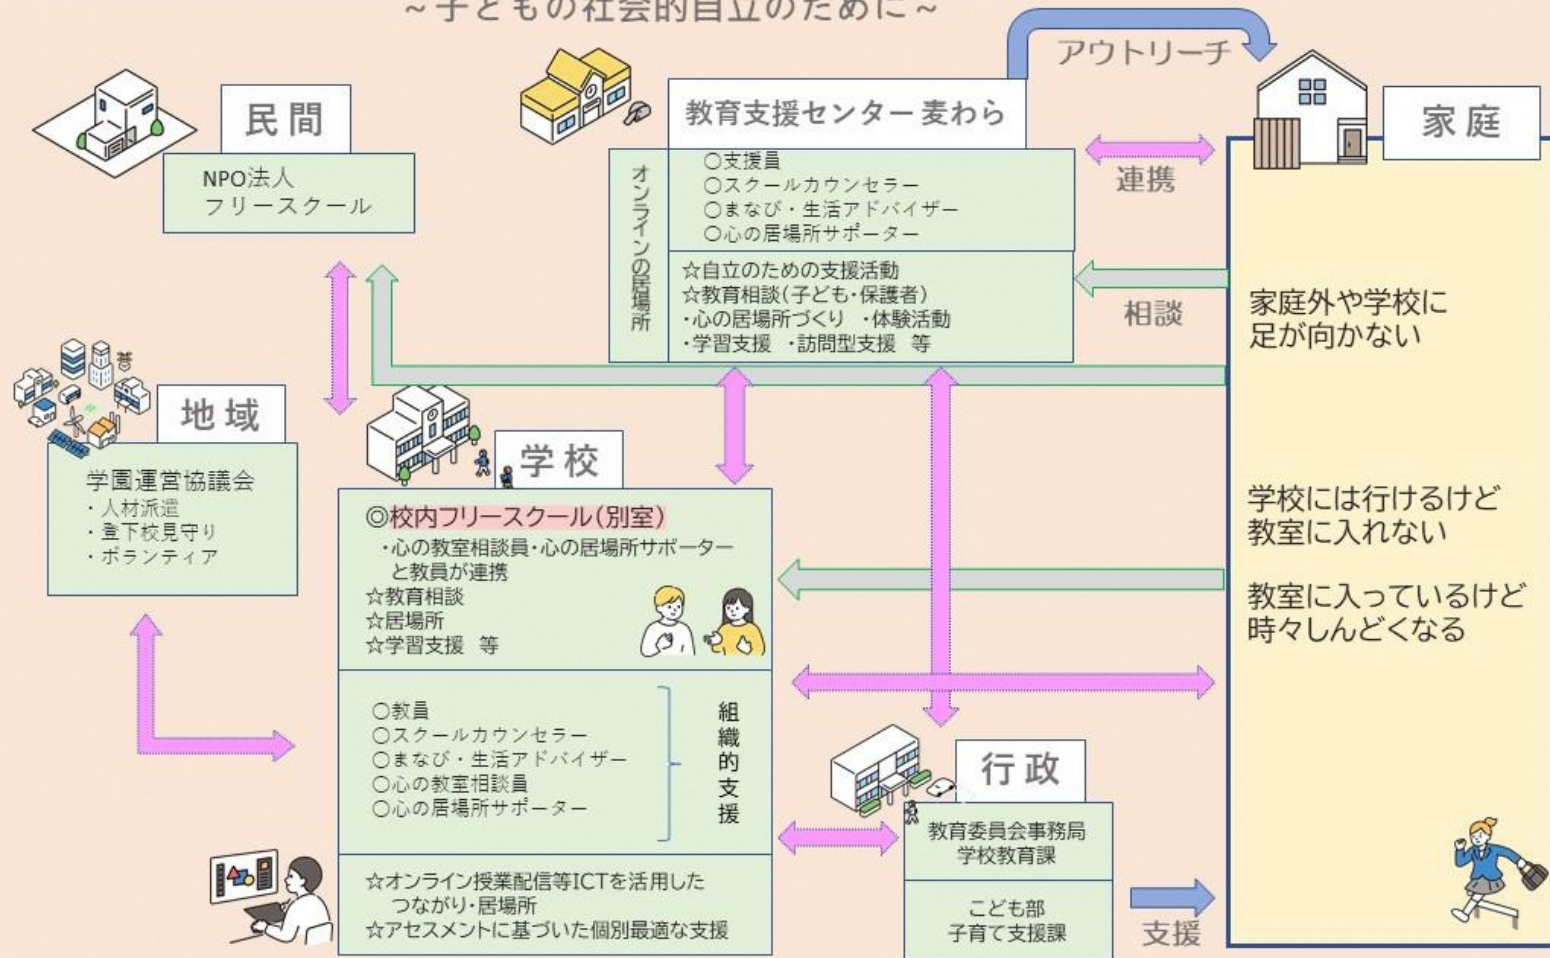 ～子どもの社会的自立のために～
アウトリーチ
民間
NPO法人
フリースクール
教育支援センター麦わら
オンラインの居場所
○支援員
○スクールカウンセラー
○まなび・生活アドバイザー
○心の居場所サポーター
☆自立のための支援活動
☆教育相談(子ども・保護者)
・心の居場所づくり ・体験活動
・学習支援 ・訪問型支援 等
連携
相談
家庭
家庭外や学校に
足が向かない
学校には行けるけど
教室に入れない
教室に入っているけど
時々しんどくなる
地域
学園運営協議会
・人材派遣
・登下校見守り
・ボランティア
学校
◎校内フリースクール(別室)
・心の教室相談員・心の居場所サポーター
と教員が連携
☆教育相談
☆居場所
☆学習支援 等
○教員
○スクールカウンセラー
○まなび・生活アドバイザー
○心の教室相談員
○心の居場所サポーター
組織的支援
☆オンライン授業配信等ICTを活用した
つながり・居場所
☆アセスメントに基づいた個別最適な支援
行政
教育委員会事務局
学校教育課
こども部
子育て支援課
支援